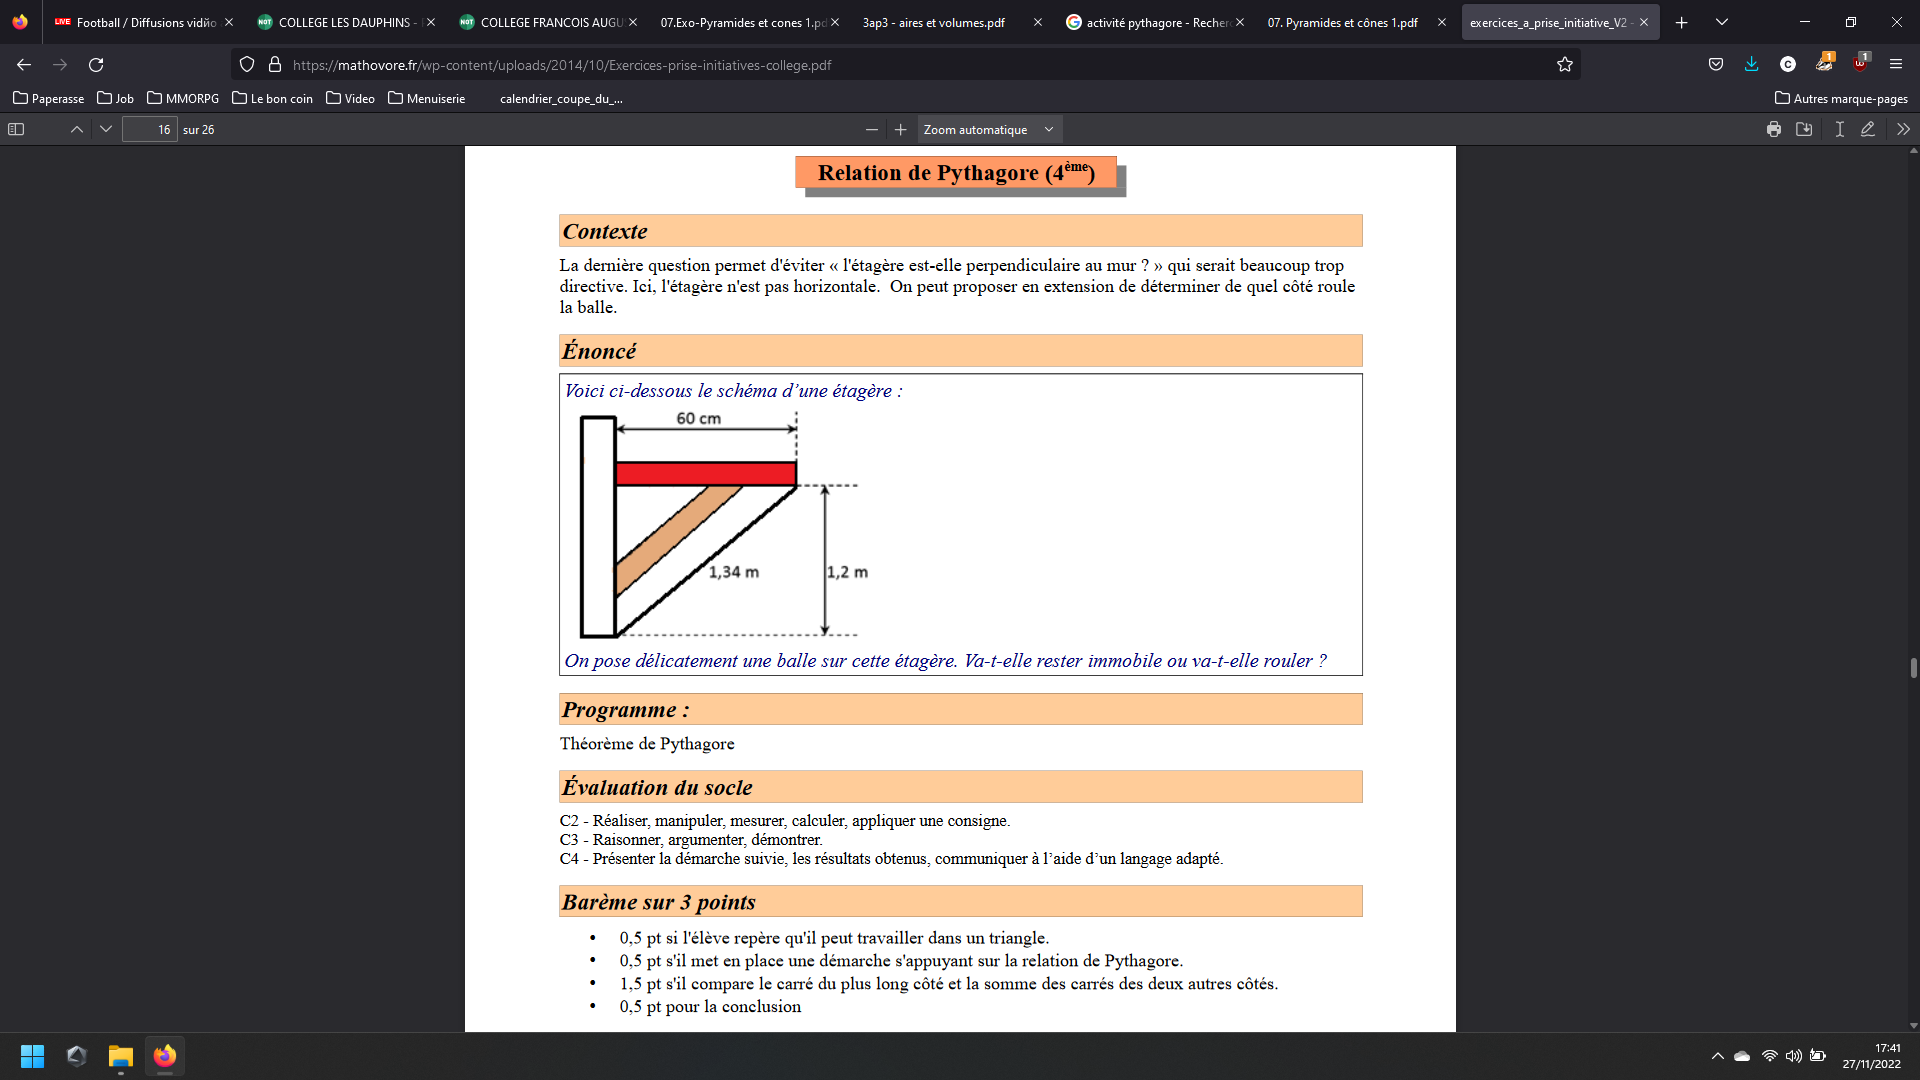 Football / Diffusions vidéo
COLLEGE LES DAUPHINS -
COLLEGE FRANCOIS AUGU
07.Exo-Pyramides et cones 1.pd
3ap3 - aires et volumes.pdf
activité pythagore - Recher
07. Pyramides et cônes 1.pdf
exercices_a_prise_initiative_V2 -
https://mathovore.fr/wp-content/uploads/2014/10/Exercices-prise-initiatives-college.pdf
1
1
Paperasse
Job
MMORPG
Le bon coin
Video
Menuiserie
calendrier_coupe_du_...
Autres marque-pages
16 sur 26
Zoom automatique
Relation de Pythagore (4ème)
Contexte
La dernière question permet d'éviter « l'étagère est-elle perpendiculaire au mur ? » qui serait beaucoup trop
directive. Ici, l'étagère n'est pas horizontale. On peut proposer en extension de déterminer de quel côté roule
la balle.
Énoncé
Voici ci-dessous le schéma d’une étagère :
60 cm
1,34 m
1,2 m
On pose délicatement une balle sur cette étagère. Va-t-elle rester immobile ou va-t-elle rouler ?
Programme :
Théorème de Pythagore
Évaluation du socle
C2 - Réaliser, manipuler, mesurer, calculer, appliquer une consigne.
C3 - Raisonner, argumenter, démontrer.
C4 - Présenter la démarche suivie, les résultats obtenus, communiquer à l’aide d’un langage adapté.
Barème sur 3 points
• 0,5 pt si l'élève repère qu'il peut travailler dans un triangle.
• 0,5 pt s'il met en place une démarche s'appuyant sur la relation de Pythagore.
• 1,5 pt s'il compare le carré du plus long côté et la somme des carrés des deux autres côtés.
• 0,5 pt pour la conclusion
17:41
27/11/2022